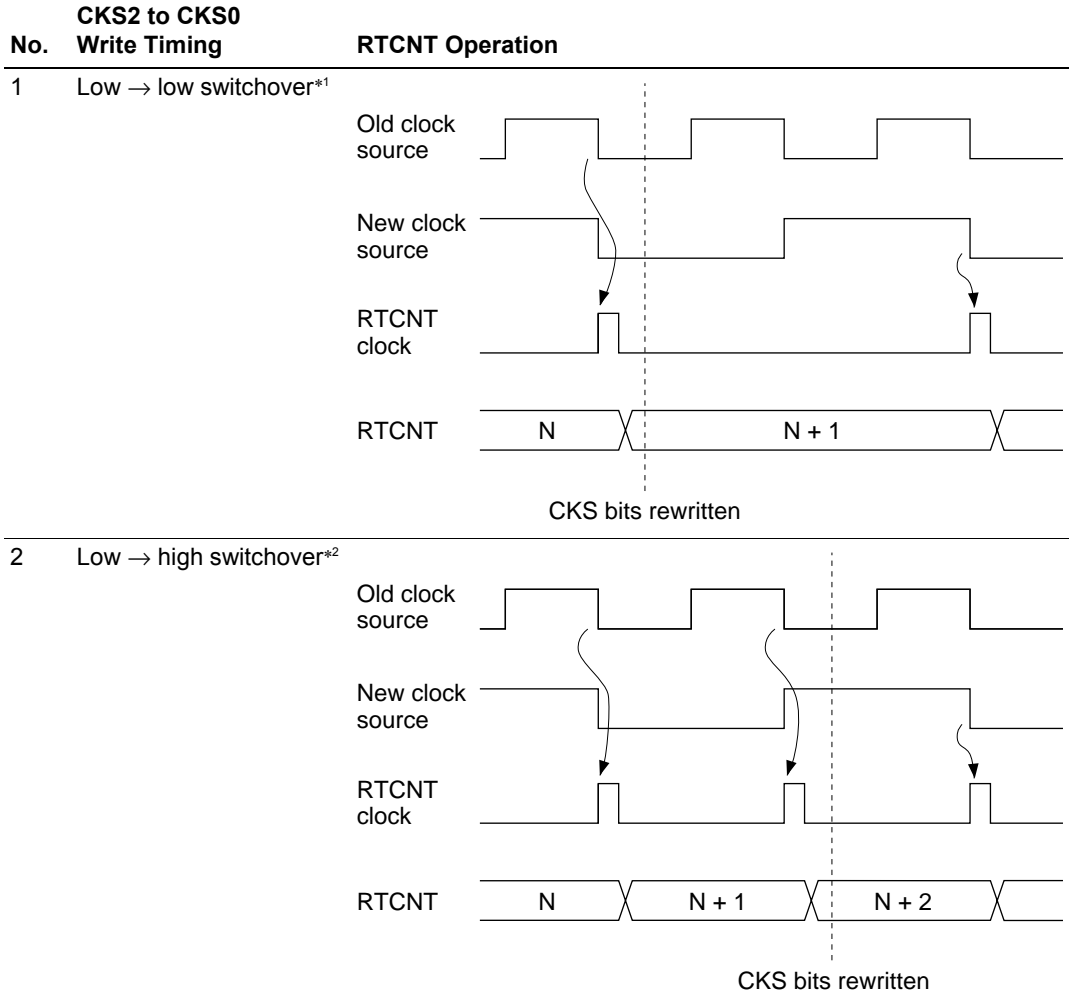 CKS2 to CKS0
No. Write Timing RTCNT Operation
1 Low → low switchover*1
Old clock
source
New clock
source
RTCNT
clock
RTCNT N N + 1
CKS bits rewritten
2 Low → high switchover*2
Old clock
source
New clock
source
RTCNT
clock
RTCNT N N + 1 N + 2
CKS bits rewritten